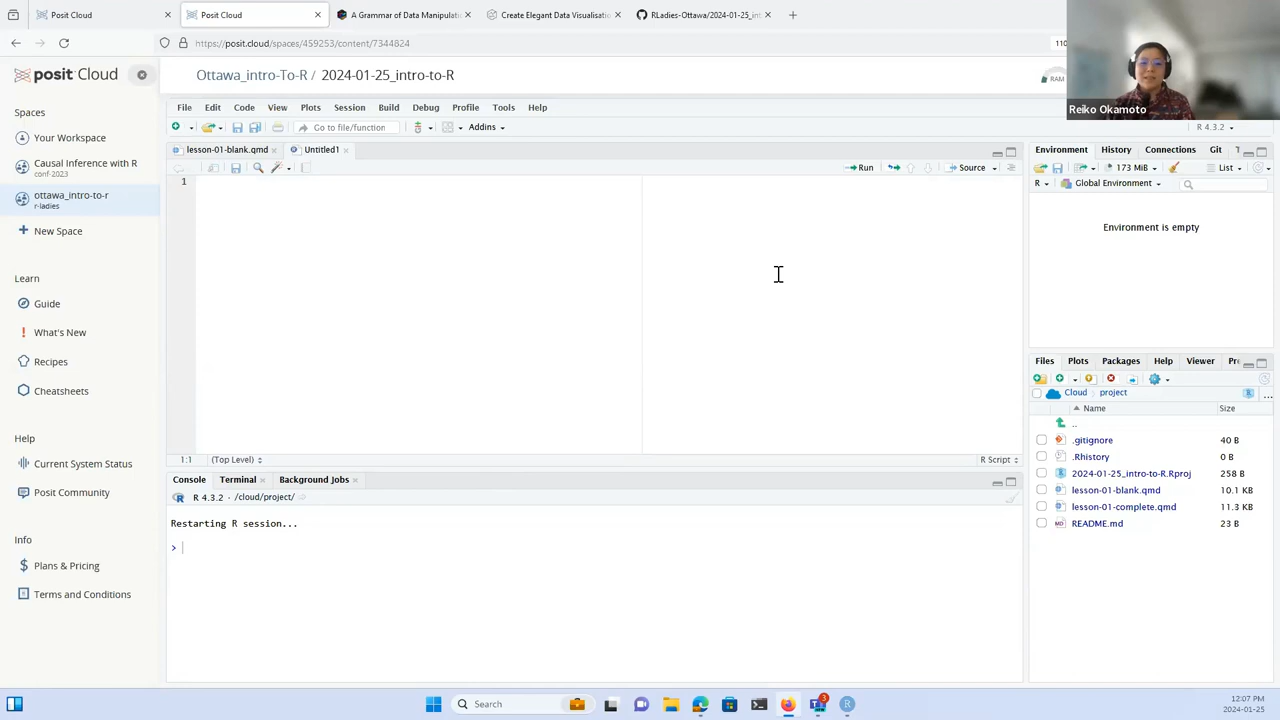 Posit Cloud
Posit Cloud
A Grammar of Data Manipulati
Create Elegant Data Visualisatio
RLadies-Ottawa/2024-01-25_int
https://posit.cloud/spaces/459253/content/7344824
110
posit Cloud
Ottawa_intro-To-R / 2024-01-25_intro-to-R
RAM
Reiko Okamoto
Spaces
Your Workspace
Causal Inference with R
conf-2023
ottawa_intro-to-r
r-ladies
New Space
Learn
Guide
What's New
Recipes
Cheatsheets
Help
Current System Status
Posit Community
Info
Plans & Pricing
Terms and Conditions
File Edit Code View Plots Session Build Debug Profile Tools Help
Go to file/function
Addins
R 4.3.2
lesson-01-blank.qmd
Untitled1
Run
Source
1
1:1
(Top Level)
R Script
Console Terminal Background Jobs
R 4.3.2 · /cloud/project/
Restarting R session...
>
Environment History Connections Git
173 MiB
List
R
Global Environment
Environment is empty
Files Plots Packages Help Viewer Pre
Cloud project
Name Size
..
.gitignore 40 B
.Rhistory 0 B
2024-01-25_intro-to-R.Rproj 258 B
lesson-01-blank.qmd 10.1 KB
lesson-01-complete.qmd 11.3 KB
README.md 23 B
Search
3
12:07 PM
2024-01-25